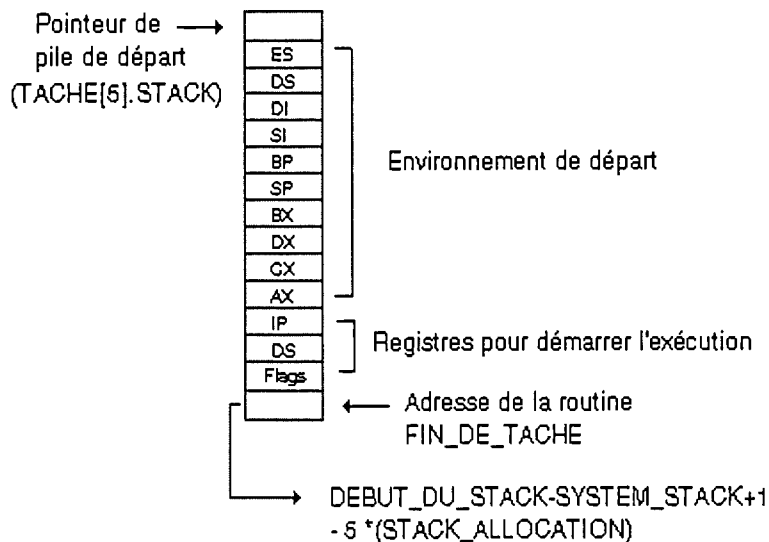 Pointeur de
pile de départ
(TACHE[5].STACK)
ES
DS
DI
SI
BP
SP
BX
DX
CX
AX
Environnement de départ
IP
DS
Flags
Registres pour démarrer l'exécution
Adresse de la routine
FIN_DE_TACHE
DEBUT_DU_STACK-SYSTEM_STACK+1
- 5 *(STACK_ALLOCATION)